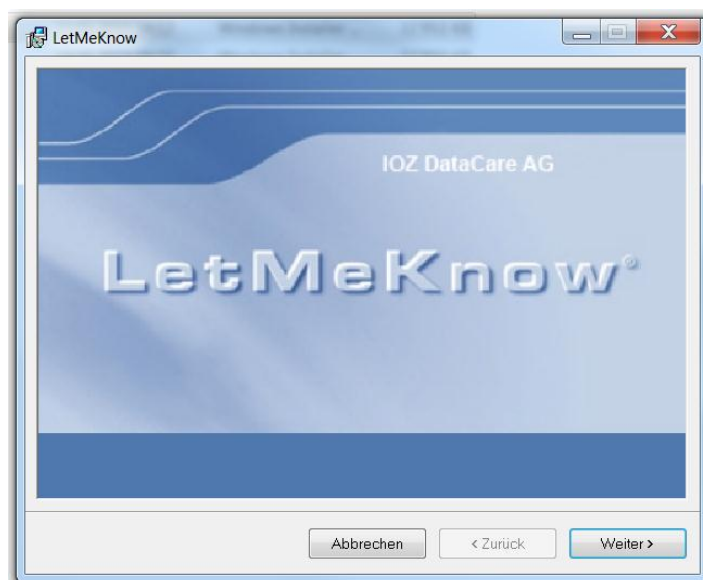 LetMeKnow
IOZ DataCare AG
LetMeKnow®
Abbrechen
< Zurück
Weiter >